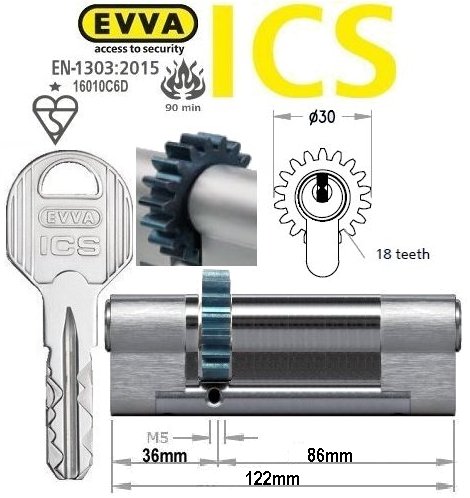 EVVA
access to security
ICS
EN-1303:2015
16010C6D
90 min
Ø30
EVVA
ICS
18 teeth
M5
36mm
86mm
122mm